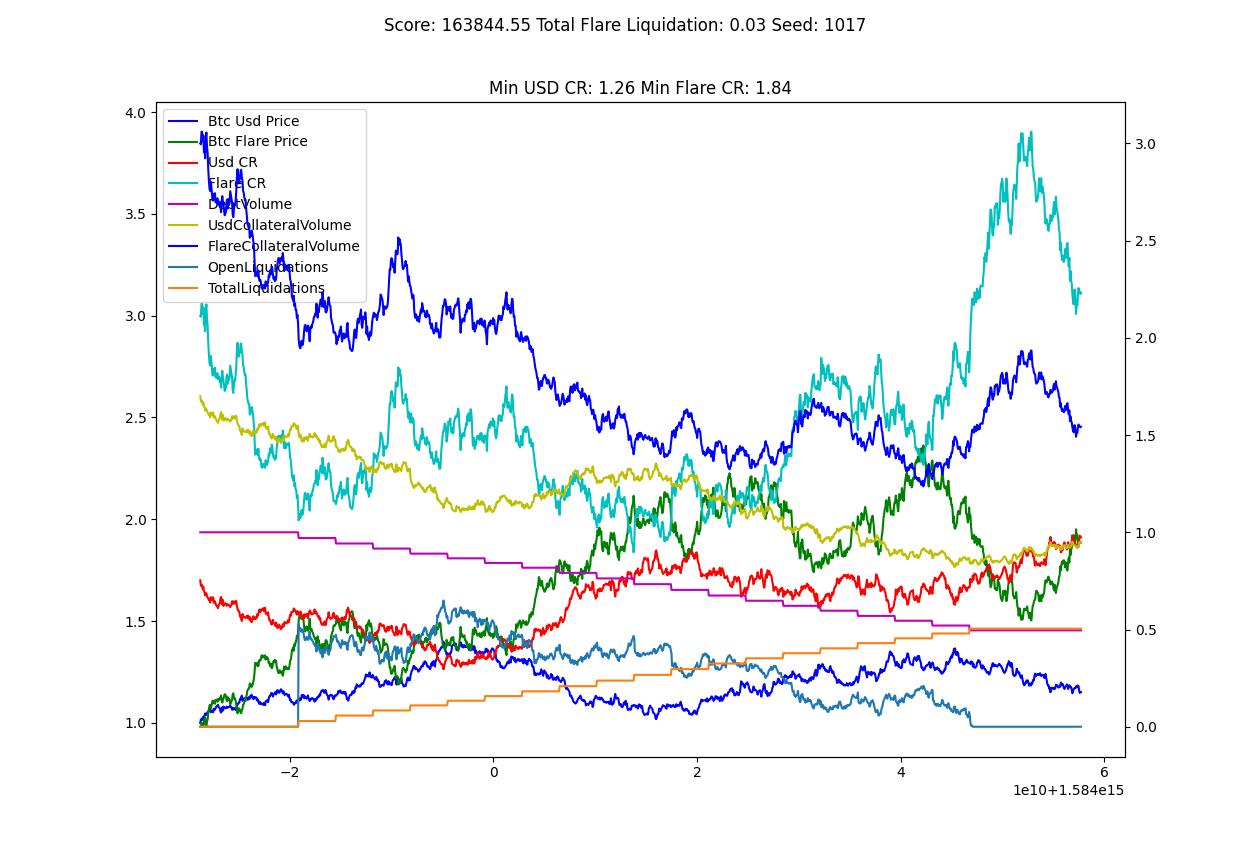 Score: 163844.55 Total Flare Liquidation: 0.03 Seed: 1017
Min USD CR: 1.26 Min Flare CR: 1.84
Btc Usd Price
Btc Flare Price
Usd CR
Flare CR
DebtVolume
UsdCollateralVolume
FlareCollateralVolume
OpenLiquidations
TotalLiquidations
4.0
3.5
3.0
2.5
2.0
1.5
1.0
3.0
2.5
2.0
1.5
1.0
0.5
0.0
−2 0 2 4 6
1e10+1.584e15